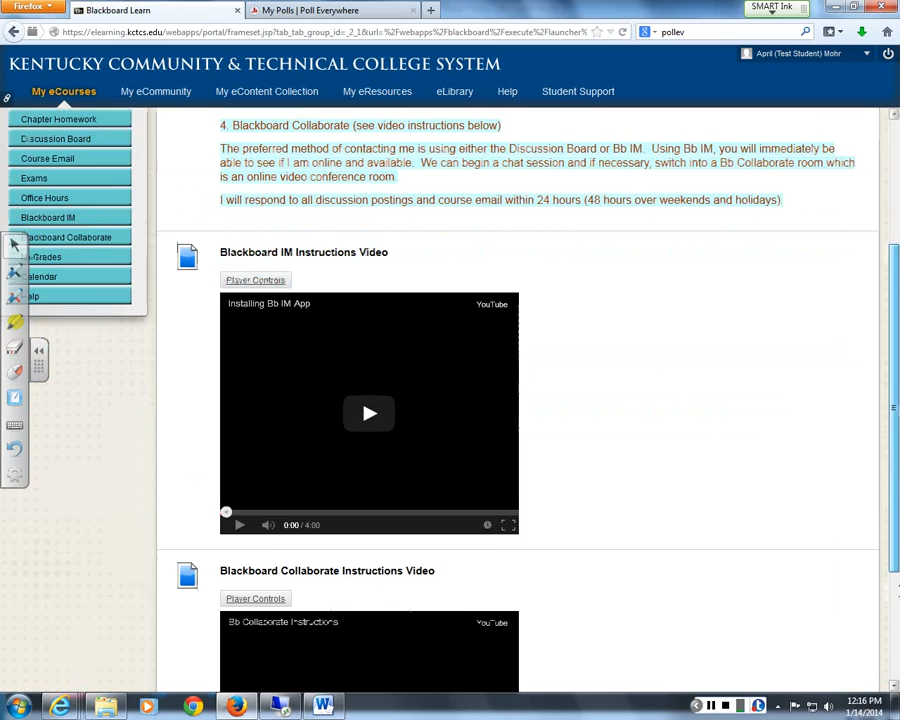 Firefox
Blackboard Learn
My Polls | Poll Everywhere
SMART Ink
https://elearning.kctcs.edu/webapps/portal/frameset.jsp?tab_tab_group_id=_2_1&url=%2Fwebapps%2Fblackboard%2Fexecute%2Flauncher
pollev
KENTUCKY COMMUNITY & TECHNICAL COLLEGE SYSTEM
April (Test Student) Mohr
My eCourses
My eCommunity
My eContent Collection
My eResources
eLibrary
Help
Student Support
Chapter Homework
Discussion Board
Course Email
Exams
Office Hours
Blackboard IM
Blackboard Collaborate
Grades
Calendar
Help
4. Blackboard Collaborate (see video instructions below)
The preferred method of contacting me is using either the Discussion Board or Bb IM. Using Bb IM, you will immediately be
able to see if I am online and available. We can begin a chat session and if necessary, switch into a Bb Collaborate room which
is an online video conference room.
I will respond to all discussion postings and course email within 24 hours (48 hours over weekends and holidays).
Blackboard IM Instructions Video
Player Controls
Installing Bb IM App
YouTube
0:00 / 4:00
Blackboard Collaborate Instructions Video
Player Controls
Bb Collaborate Instructions
YouTube
12:16 PM
1/14/2014